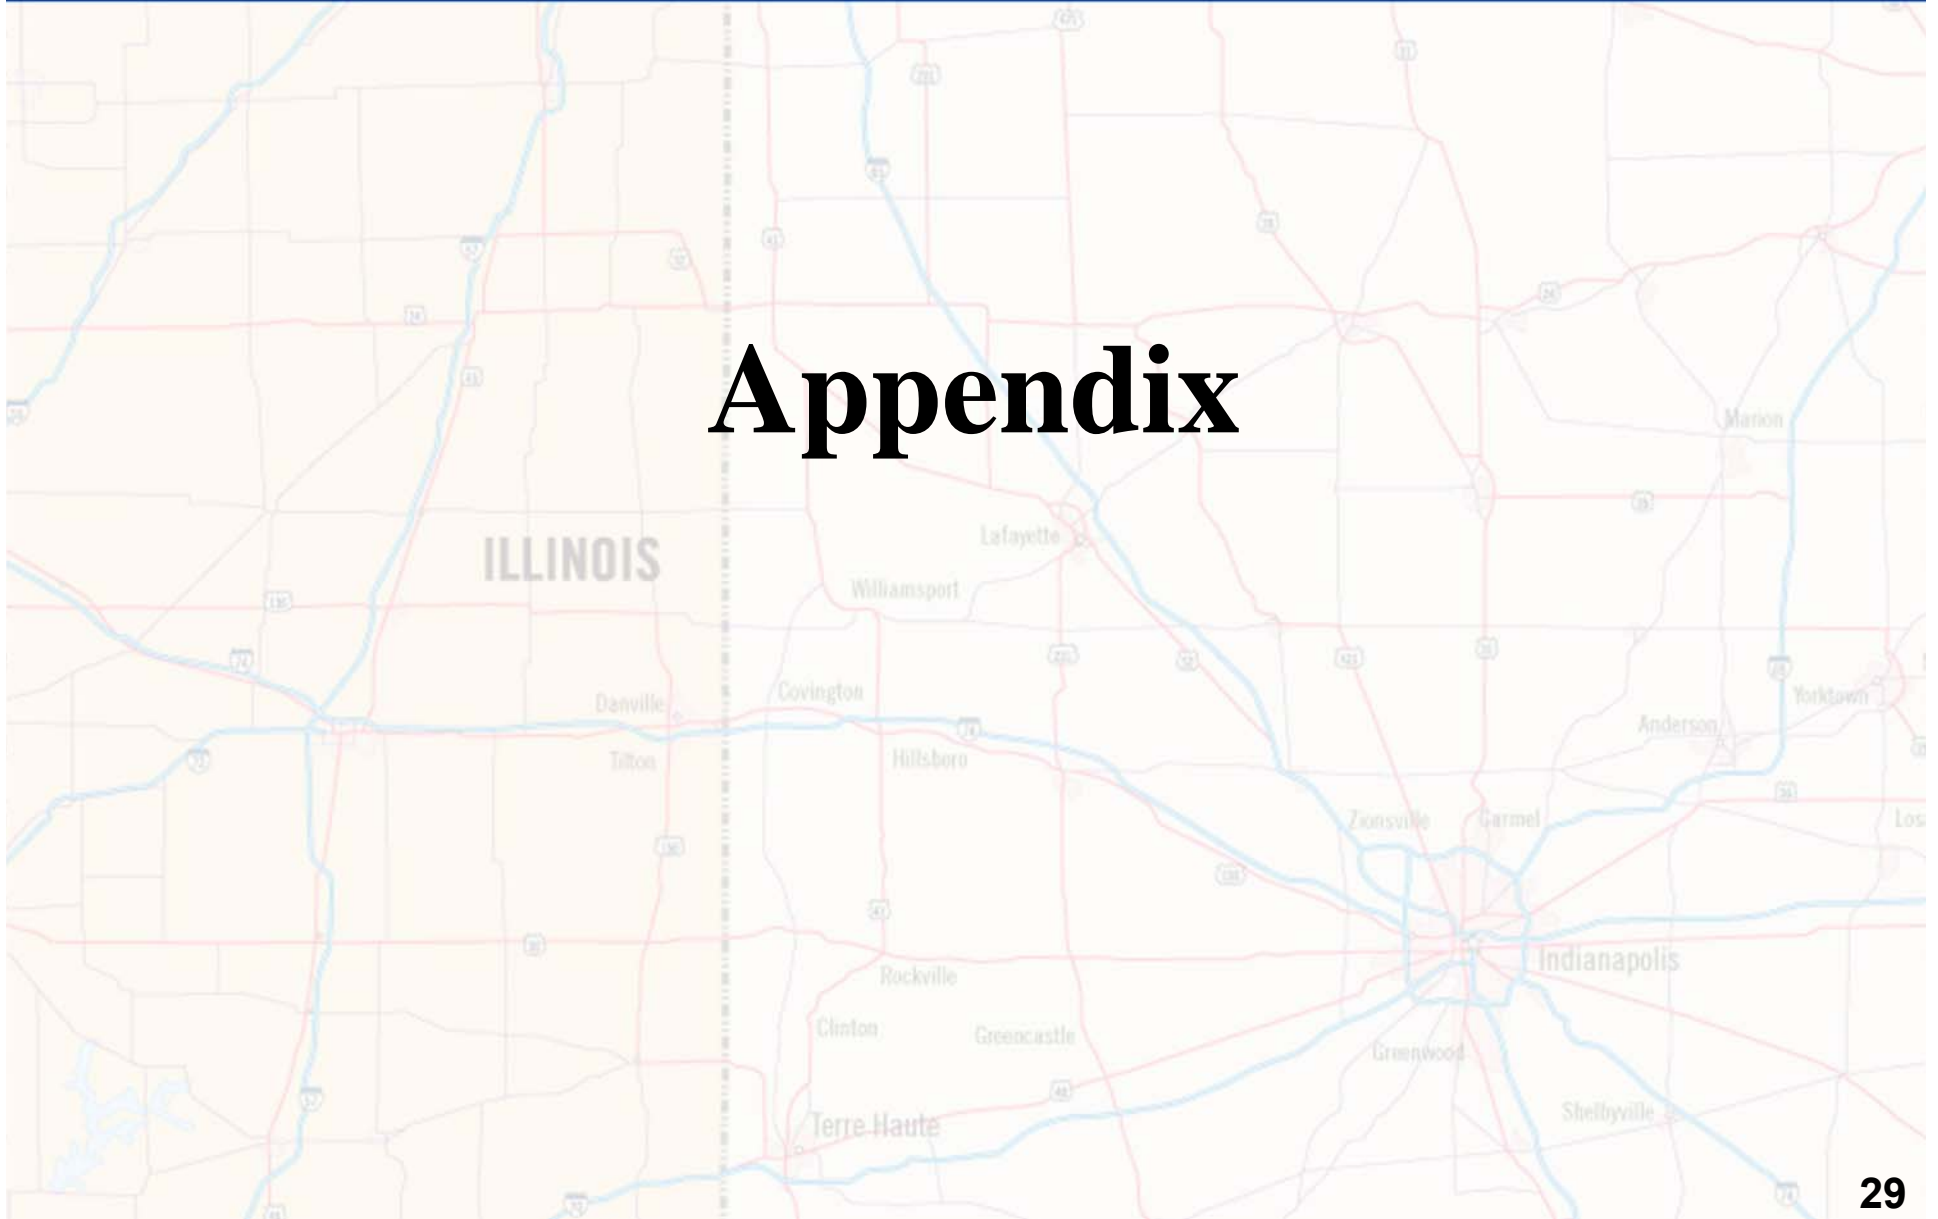 Appendix
Marion
Lafayette
ILLINOIS
Williamsport
Danville
Covington
Yorktown
Anderson
Tilton
Hillsboro
Zionsville
Carmel
Los
Indianapolis
Rockville
Clinton
Greencastle
Greenwood
Terre Haute
Shelbyville
29